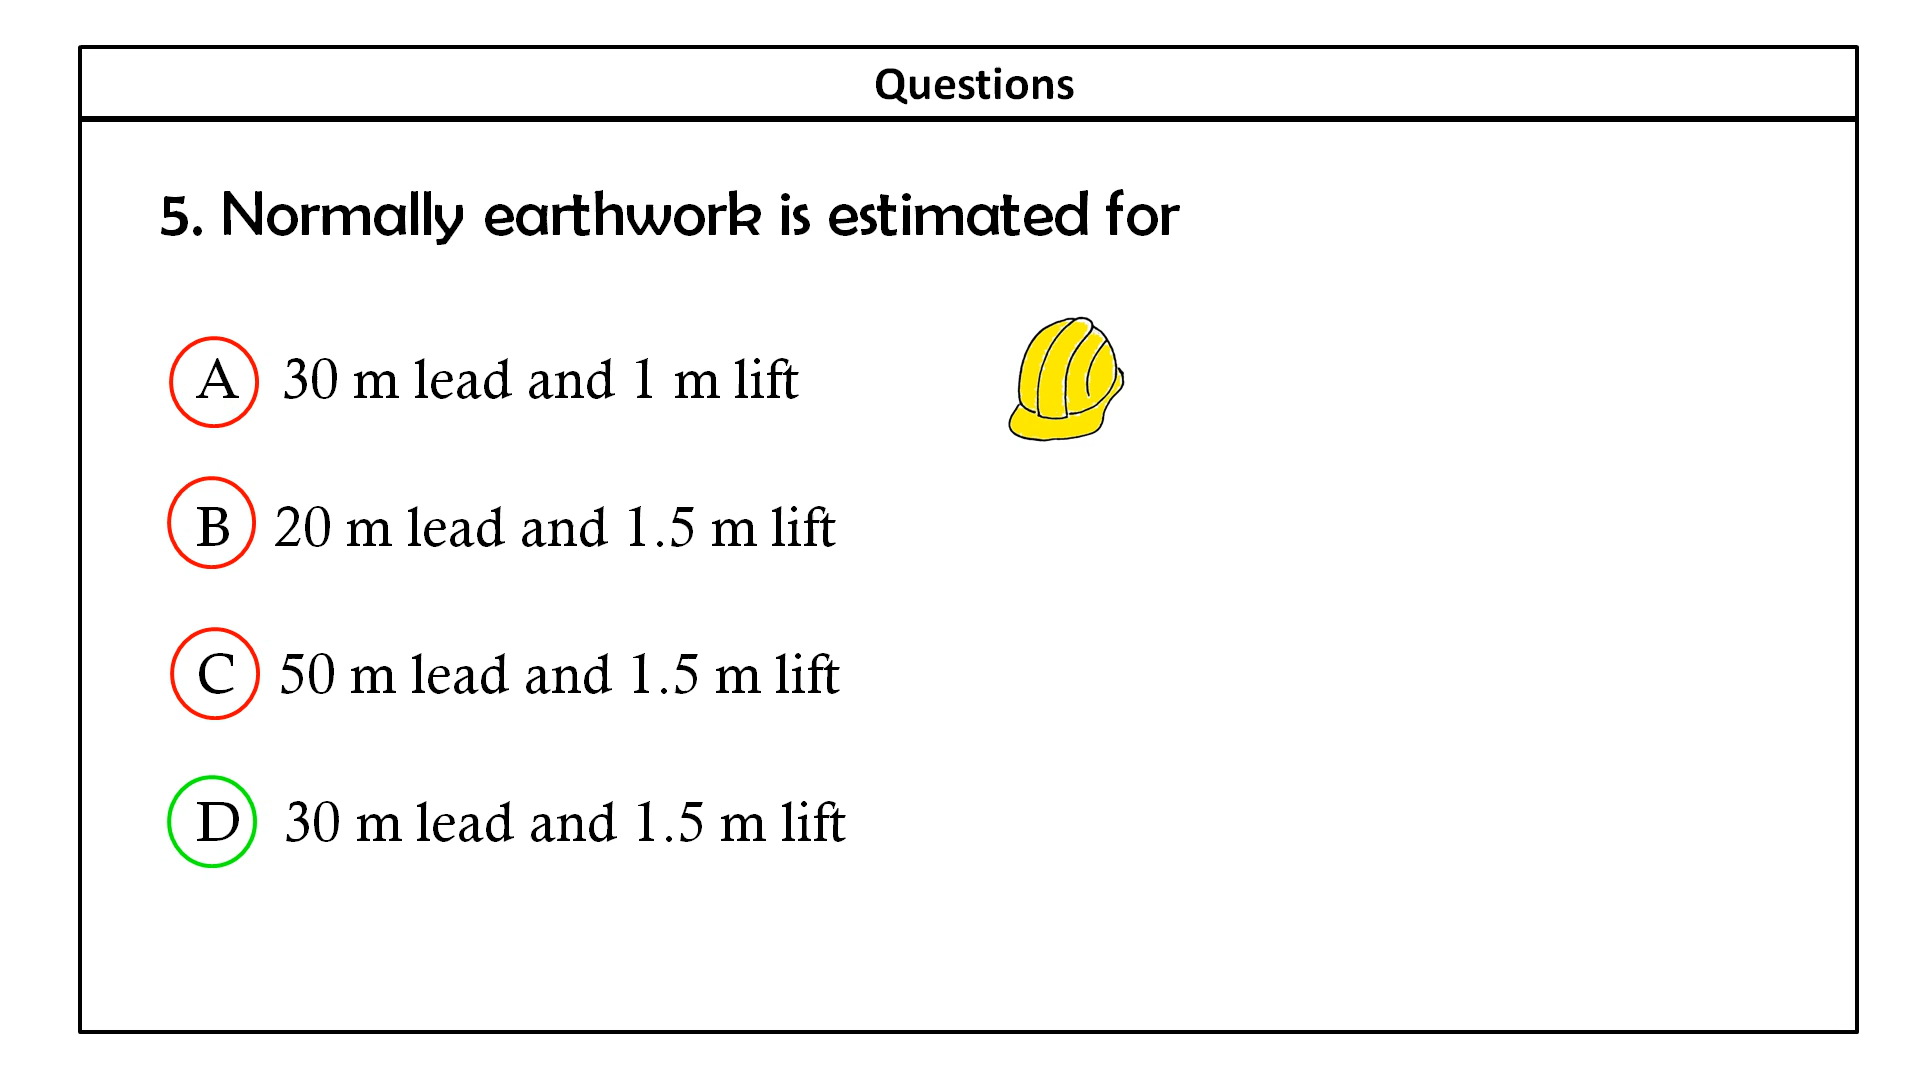 Questions
5. Normally earthwork is estimated for
A 30 m lead and 1 m lift
B 20 m lead and 1.5 m lift
C 50 m lead and 1.5 m lift
D 30 m lead and 1.5 m lift